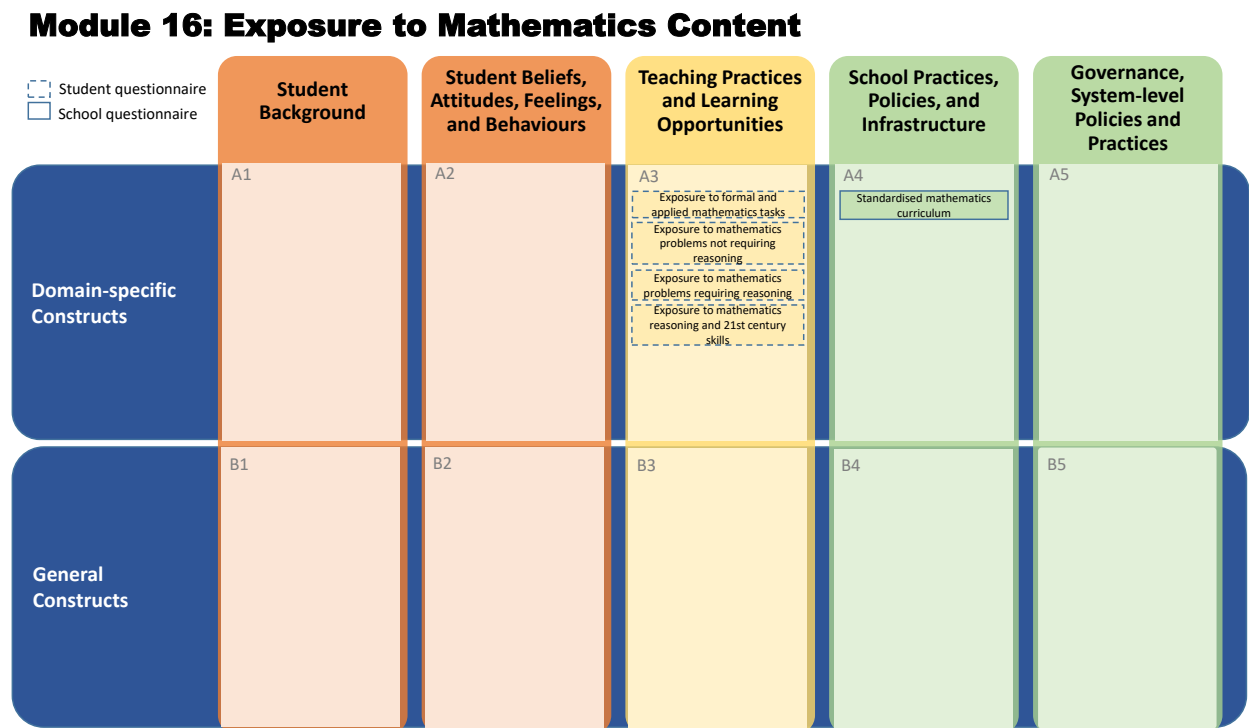 Module 16: Exposure to Mathematics Content
Student questionnaire
School questionnaire
Student
Background
Student Beliefs,
Attitudes, Feelings,
and Behaviours
Teaching Practices
and Learning
Opportunities
School Practices,
Policies, and
Infrastructure
Governance,
System-level
Policies and
Practices
Domain-specific
Constructs
A1
A2
A3
Exposure to formal and
applied mathematics tasks
Exposure to mathematics
problems not requiring
reasoning
Exposure to mathematics
problems requiring reasoning
Exposure to mathematics
reasoning and 21st century
skills
A4
Standardised mathematics
curriculum
A5
General
Constructs
B1
B2
B3
B4
B5